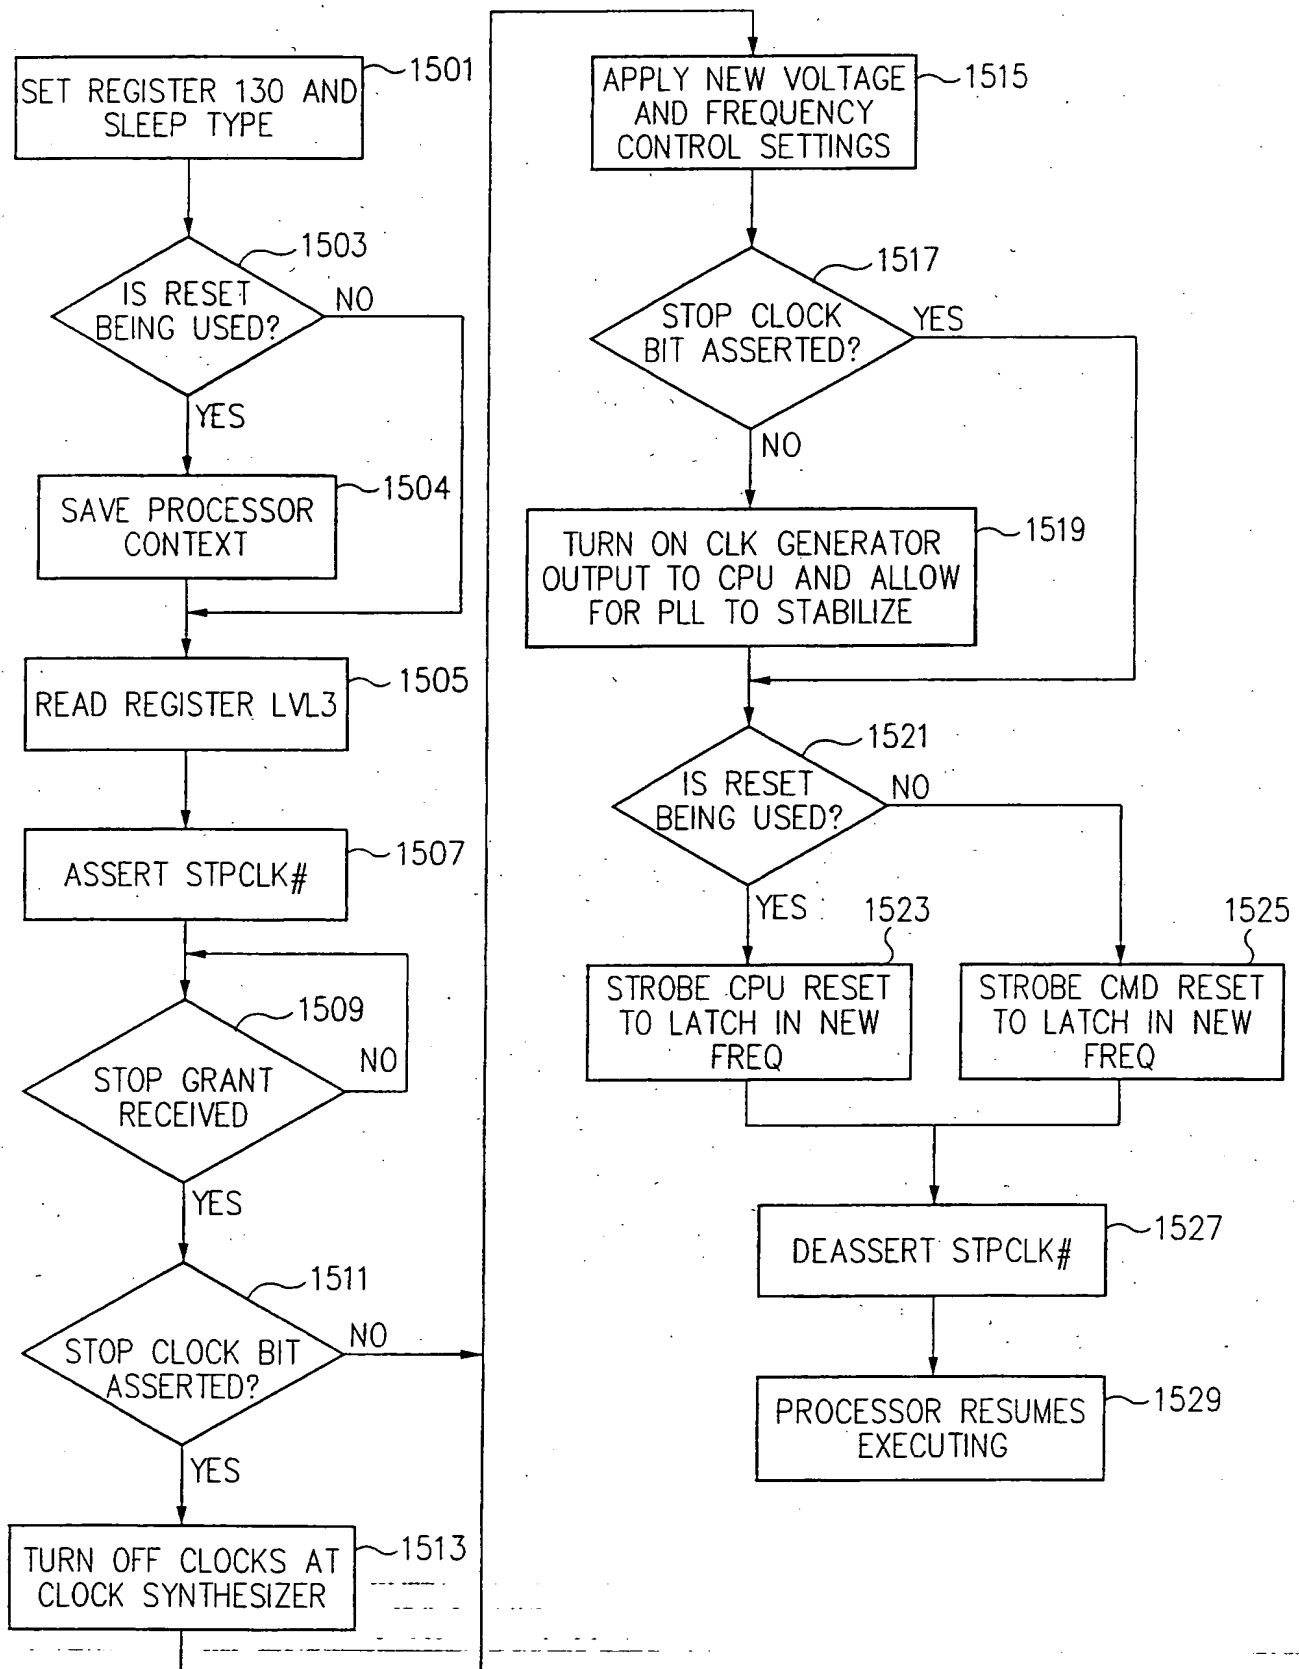 1501
SET REGISTER 130 AND
SLEEP TYPE
1503
IS RESET
BEING USED?
NO
YES
1504
SAVE PROCESSOR
CONTEXT
1505
READ REGISTER LVL3
1507
ASSERT STPCLK#
1509
STOP GRANT
RECEIVED
NO
YES
1511
STOP CLOCK BIT
ASSERTED?
NO
YES
1513
TURN OFF CLOCKS AT
CLOCK SYNTHESIZER
1515
APPLY NEW VOLTAGE
AND FREQUENCY
CONTROL SETTINGS
1517
STOP CLOCK
BIT ASSERTED?
YES
NO
1519
TURN ON CLK GENERATOR
OUTPUT TO CPU AND ALLOW
FOR PLL TO STABILIZE
1521
IS RESET
BEING USED?
NO
YES
1523
STROBE CPU RESET
TO LATCH IN NEW
FREQ
1525
STROBE CMD RESET
TO LATCH IN NEW
FREQ
1527
DEASSERT STPCLK#
1529
PROCESSOR RESUMES
EXECUTING